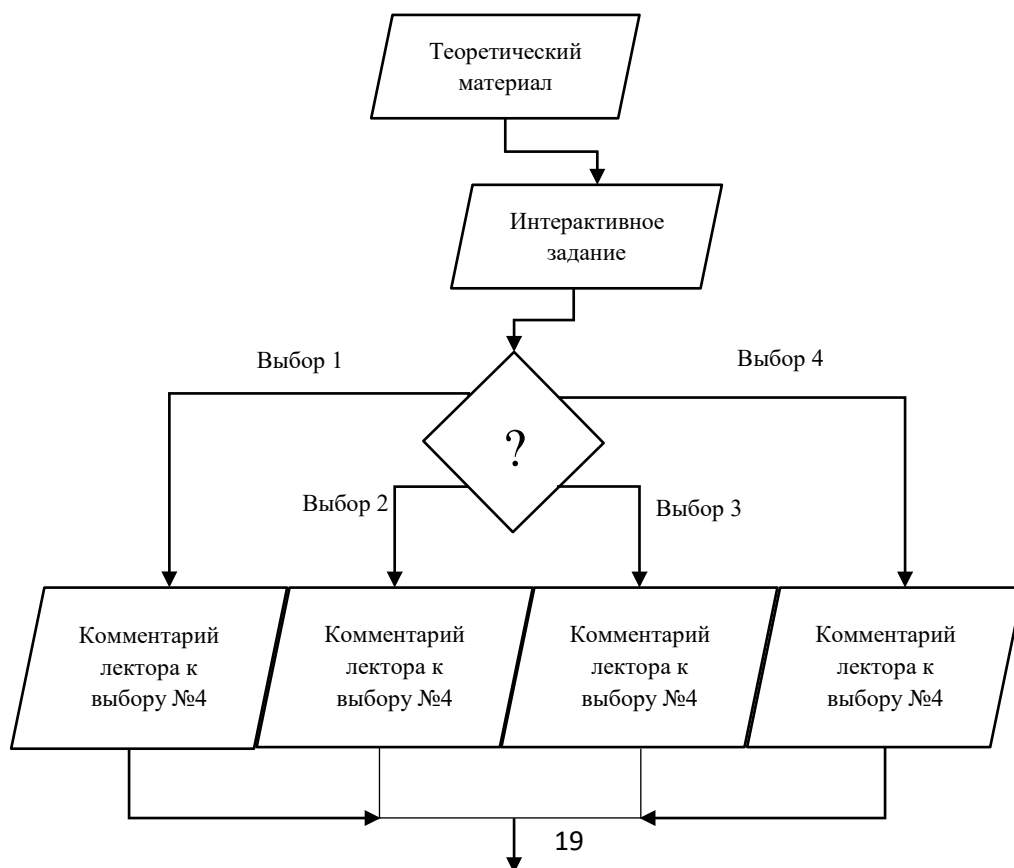 Теоретический
материал
Интерактивное
задание
Выбор 1
Выбор 4
?
Выбор 2
Выбор 3
Комментарий
лектора к
выбору №4
Комментарий
лектора к
выбору №4
Комментарий
лектора к
выбору №4
Комментарий
лектора к
выбору №4
19